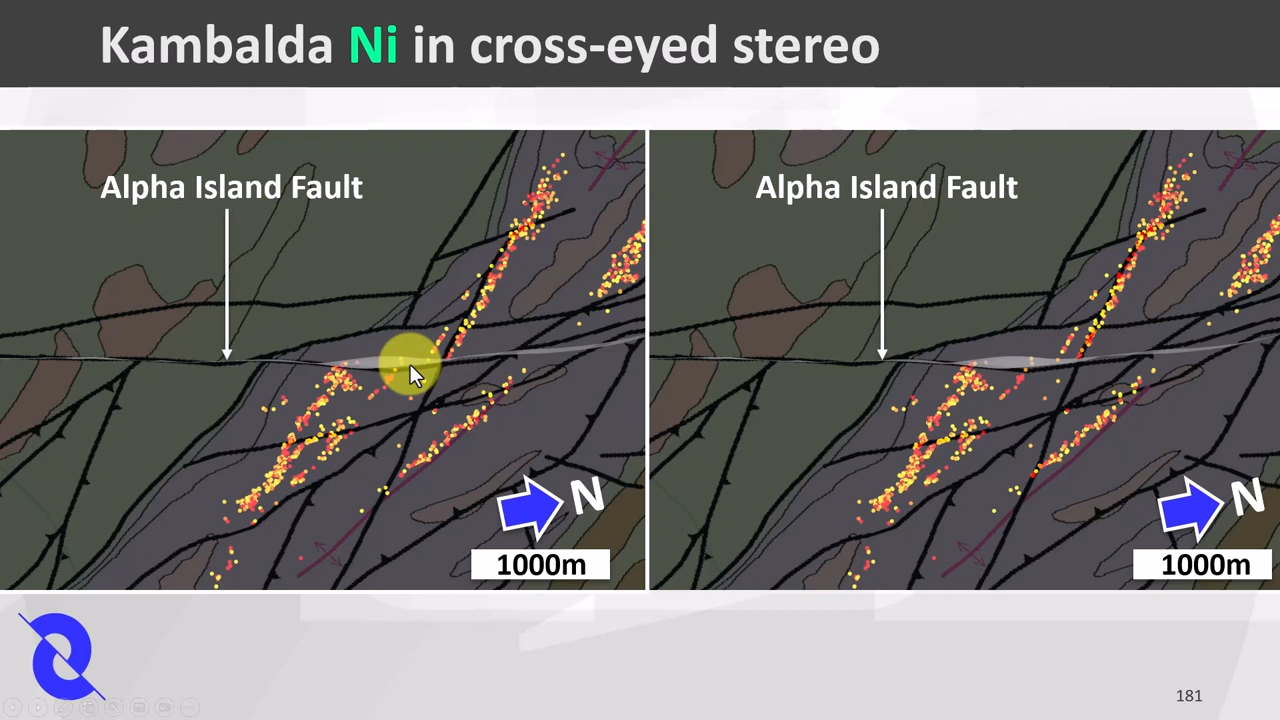 Kambalda Ni in cross-eyed stereo
Alpha Island Fault
Alpha Island Fault
N
1000m
N
1000m
181